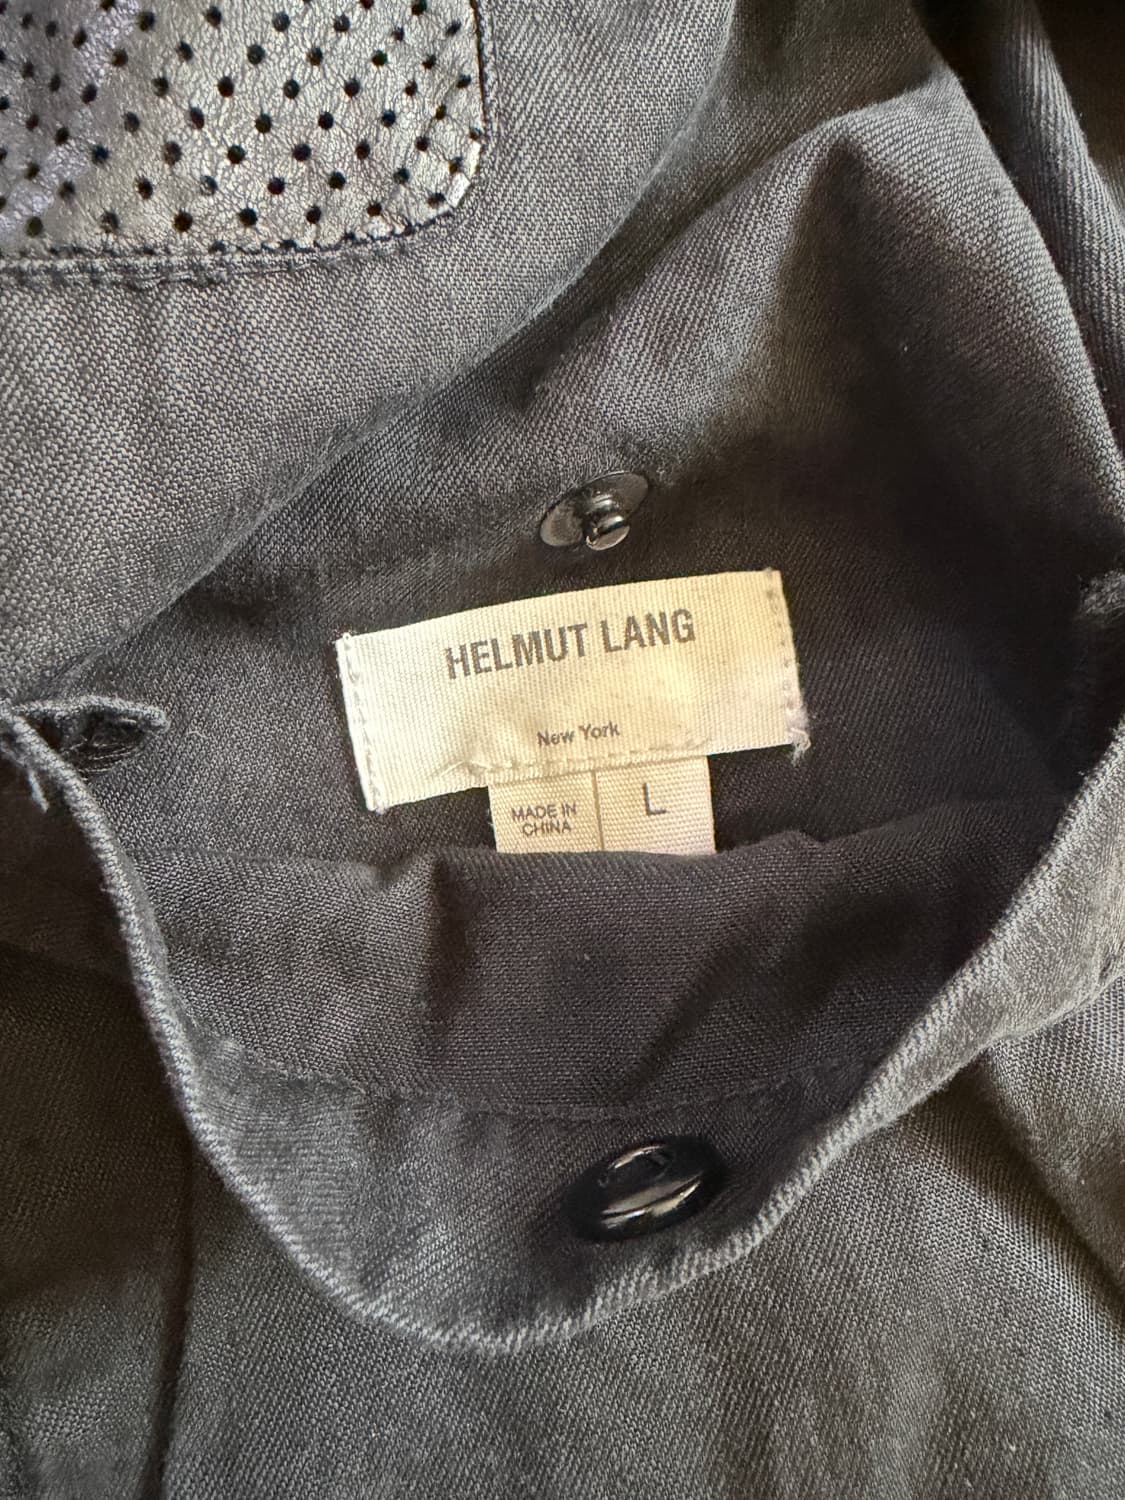 HELMUT LANG
New York
MADE IN
CHINA
L